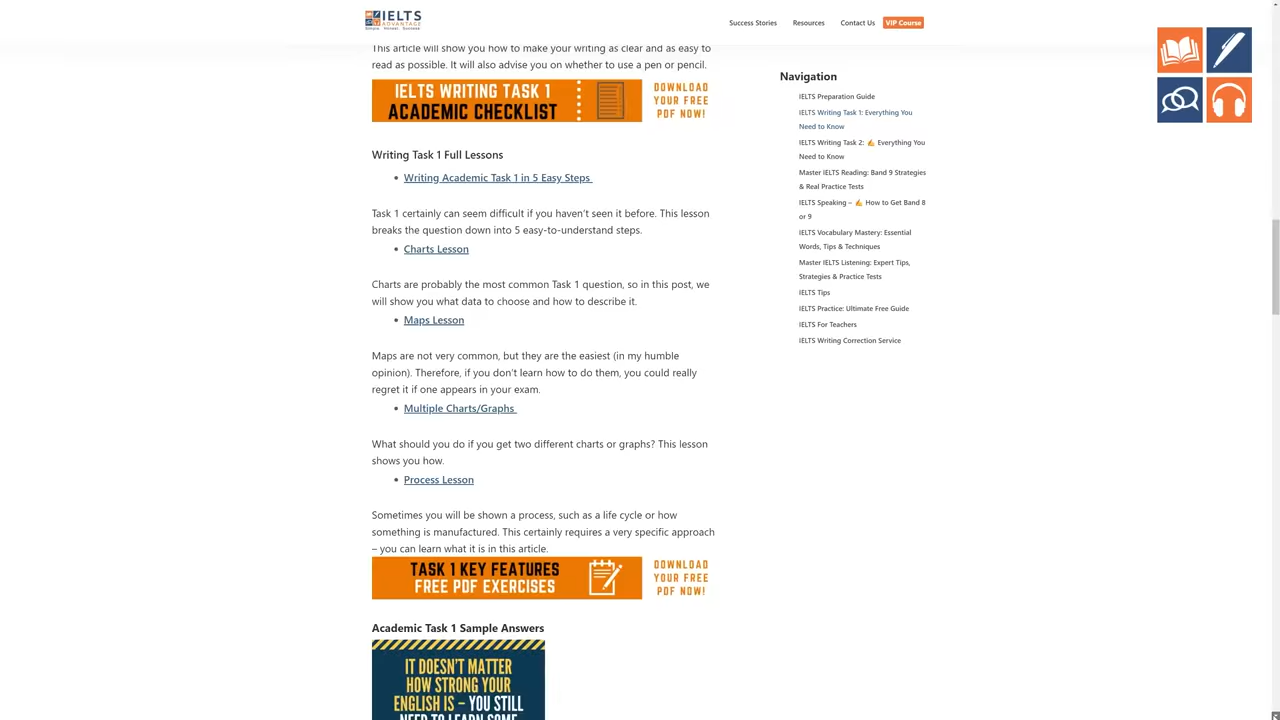 IELTS
ADVANTAGE
Success Stories
Resources
Contact Us
VIP Course
This article will show you how to make your writing as clear and as easy to
read as possible. It will also advise you on whether to use a pen or pencil.
IELTS WRITING TASK 1
ACADEMIC CHECKLIST
DOWNLOAD
YOUR FREE
PDF NOW!
Writing Task 1 Full Lessons
Writing Academic Task 1 in 5 Easy Steps
Task 1 certainly can seem difficult if you haven't seen it before. This lesson
breaks the question down into 5 easy-to-understand steps.
Charts Lesson
Charts are probably the most common Task 1 question, so in this post, we
will show you what data to choose and how to describe it.
Maps Lesson
Maps are not very common, but they are the easiest (in my humble
opinion). Therefore, if you don't learn how to do them, you could really
regret it if one appears in your exam.
Multiple Charts/Graphs
What should you do if you get two different charts or graphs? This lesson
shows you how.
Process Lesson
Sometimes you will be shown a process, such as a life cycle or how
something is manufactured. This certainly requires a very specific approach
– you can learn what it is in this article.
TASK 1 KEY FEATURES
FREE PDF EXERCISES
DOWNLOAD
YOUR FREE
PDF NOW!
Academic Task 1 Sample Answers
IT DOESN'T MATTER
HOW STRONG YOUR
ENGLISH IS – YOU STILL
NEED TO LEARN SOME
Navigation
IELTS Preparation Guide
IELTS Writing Task 1: Everything You
Need to Know
IELTS Writing Task 2: ✍️ Everything You
Need to Know
Master IELTS Reading: Band 9 Strategies
& Real Practice Tests
IELTS Speaking – ✍️ How to Get Band 8
or 9
IELTS Vocabulary Mastery: Essential
Words, Tips & Techniques
Master IELTS Listening: Expert Tips,
Strategies & Practice Tests
IELTS Tips
IELTS Practice: Ultimate Free Guide
IELTS For Teachers
IELTS Writing Correction Service